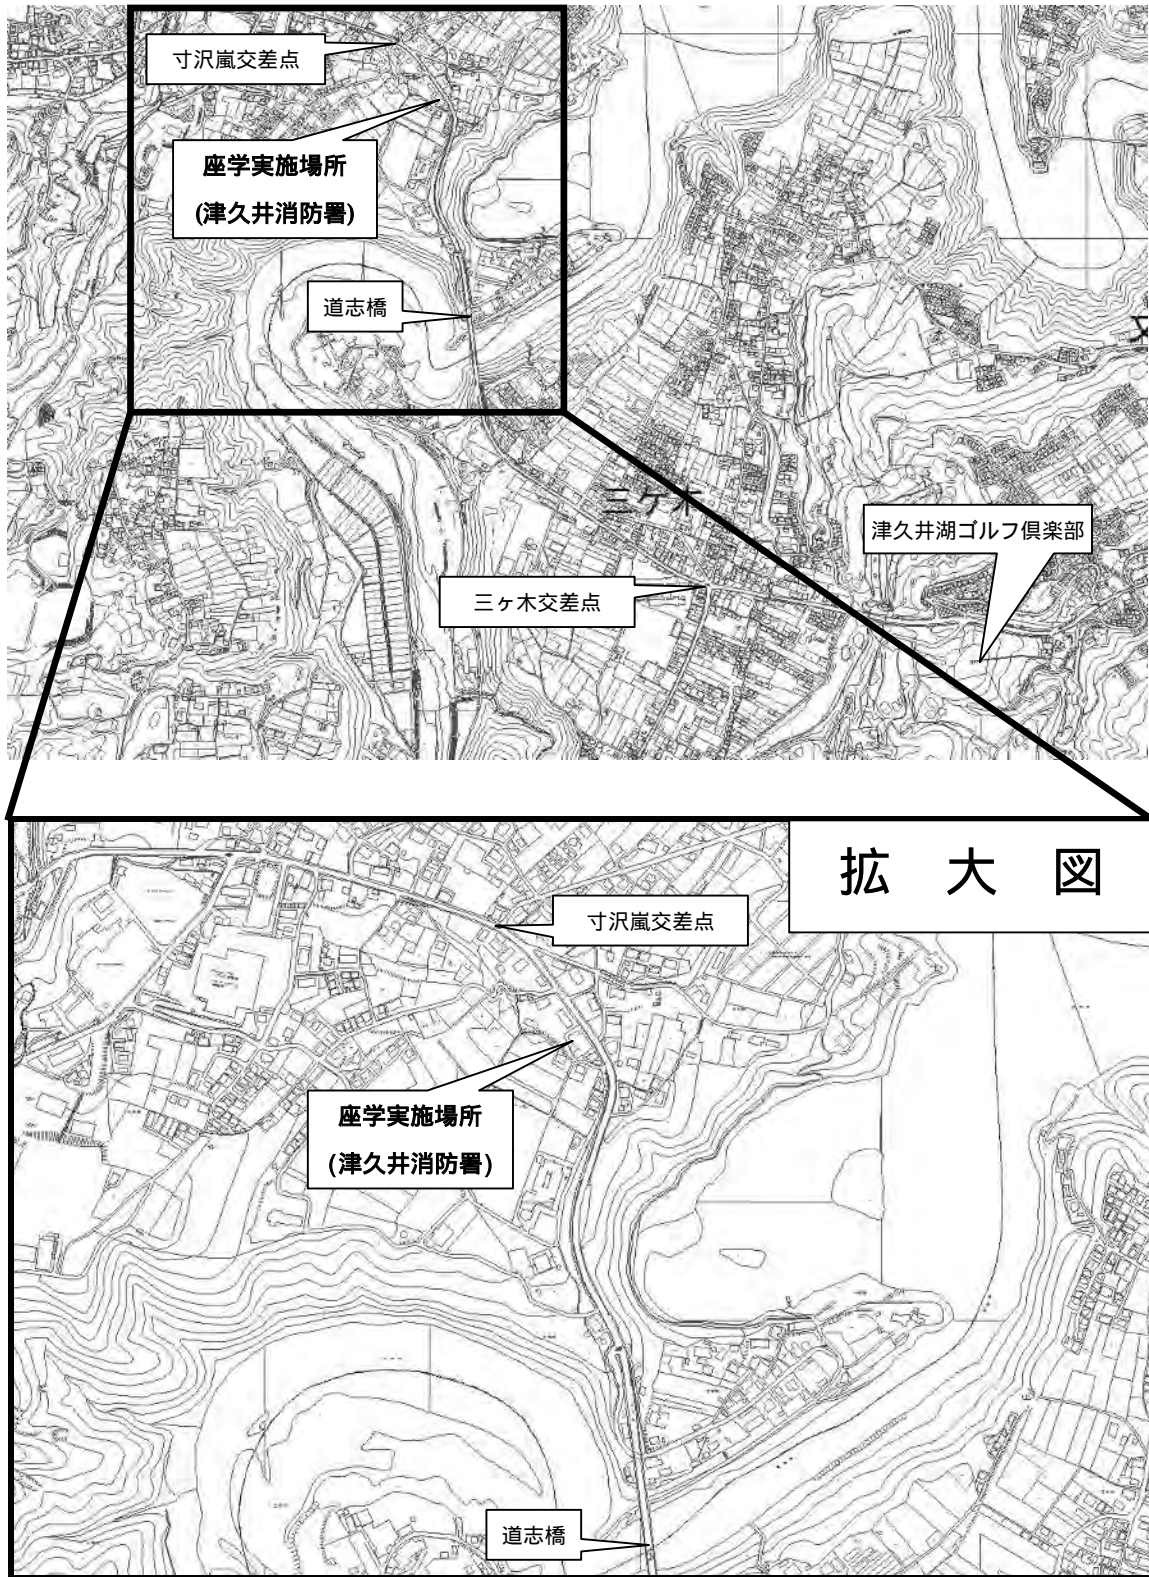 寸沢嵐交差点
座学実施場所
(津久井消防署)
道志橋
三ケ木
津久井湖ゴルフ倶楽部
三ヶ木交差点
拡大図
寸沢嵐交差点
座学実施場所
(津久井消防署)
道志橋